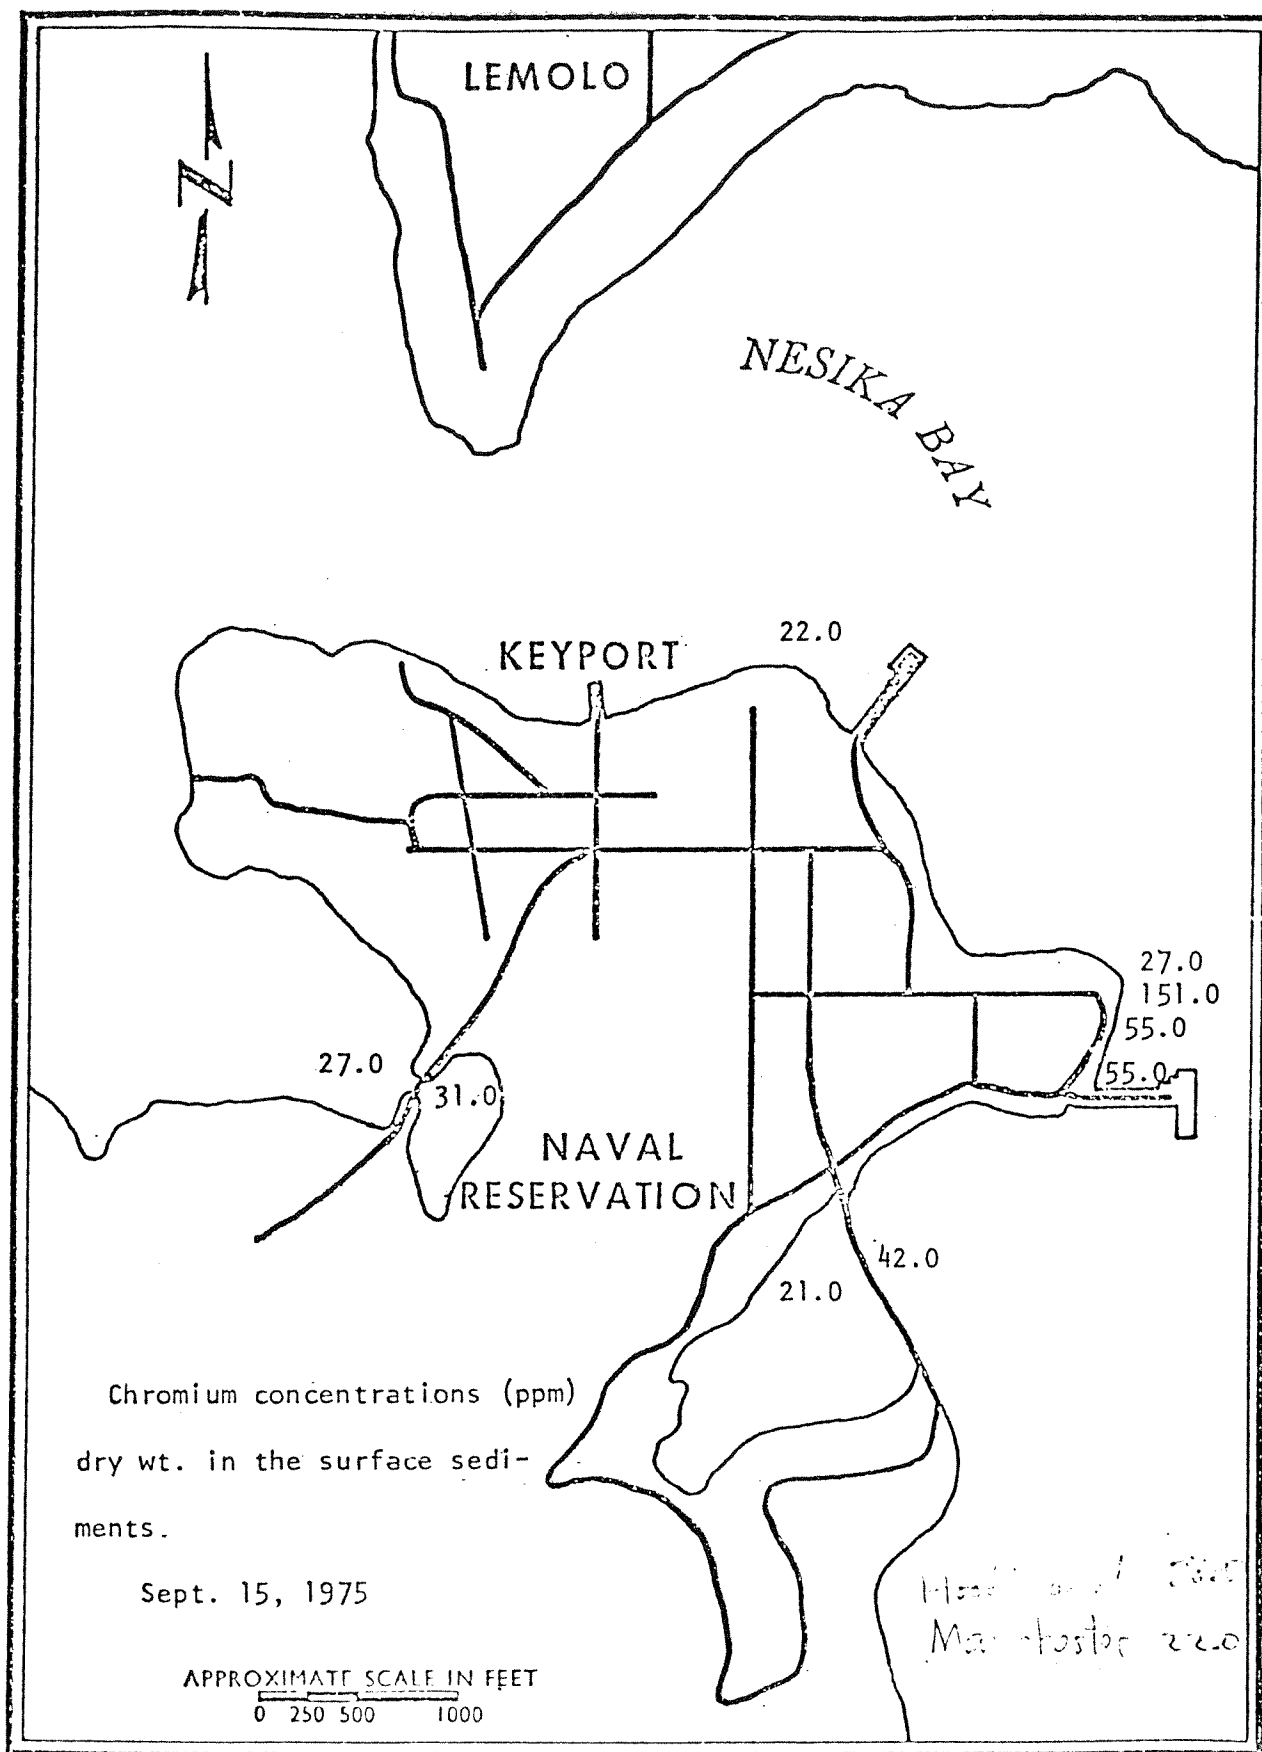 LEMOLO
N
NESIKA BAY
22.0
KEYPORT
27.0
151.0
55.0
27.0
55.0
31.0
NAVAL
RESERVATION
42.0
21.0
Chromium concentrations (ppm)
dry wt. in the surface sedi-
ments.
Sept. 15, 1975
22.0
APPROXIMATE SCALE IN FEET
0 250 500 1000